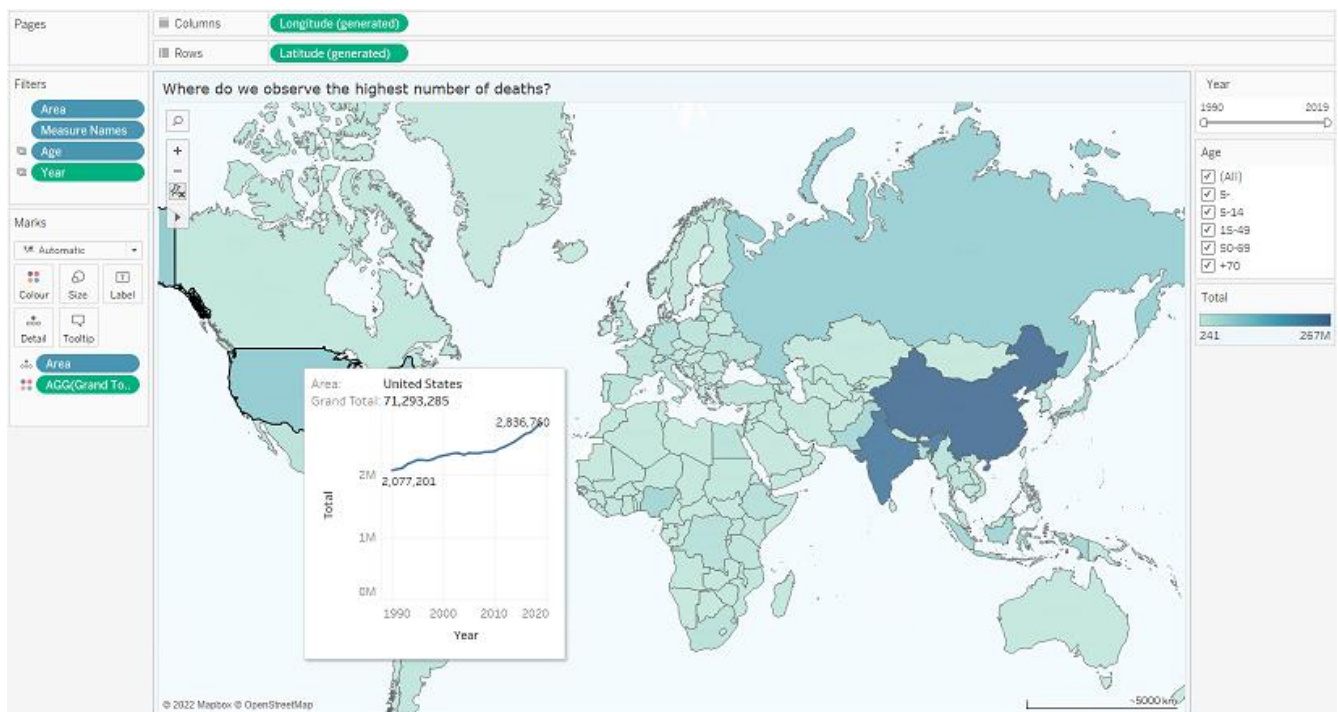 Pages
Columns
Longitude (generated)
Rows
Latitude (generated)
Filters
Area
Measure Names
Age
Year
Marks
Automatic
Colour
Size
Label
Detail
Tooltip
Area
AGG(Grand To..
Where do we observe the highest number of deaths?
Area: United States
Grand Total: 71,293,285
2,836,760
2M
2,077,201
Total
1M
0M
1990 2000 2010 2020
Year
© 2022 Mapbox © OpenStreetMap
~5000 km
Year
1990 2019
Age
(All)
5-
5-14
15-49
50-69
+70
Total
241 267M